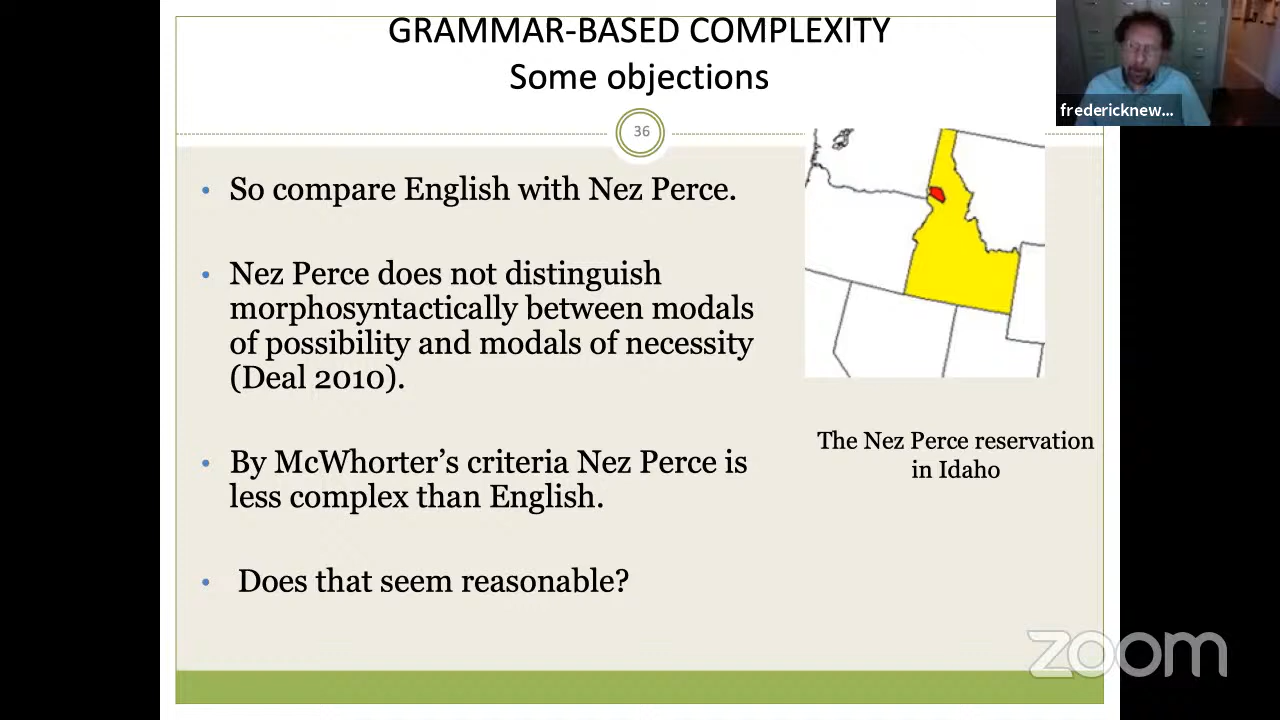 GRAMMAR-BASED COMPLEXITY
Some objections
36
fredericknew...
• So compare English with Nez Perce.
• Nez Perce does not distinguish
morphosyntactically between modals
of possibility and modals of necessity
(Deal 2010).
• By McWhorter’s criteria Nez Perce is
less complex than English.
• Does that seem reasonable?
The Nez Perce reservation
in Idaho
zoom